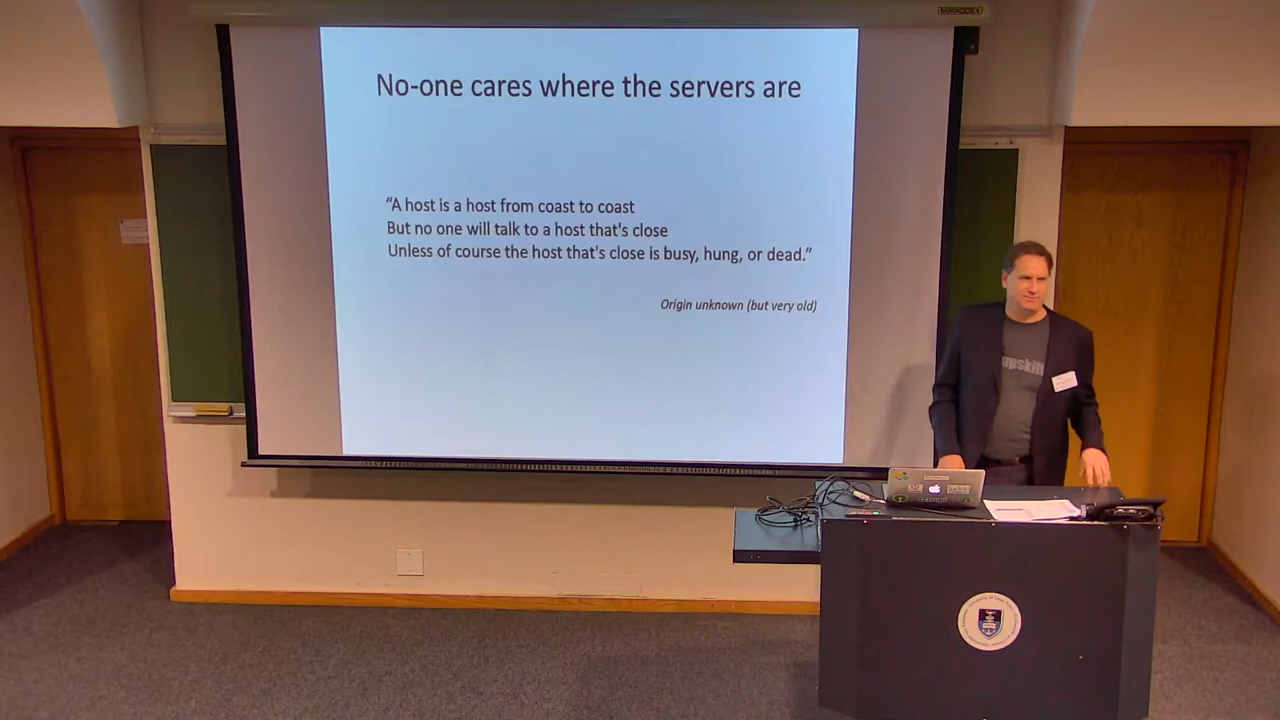 No-one cares where the servers are
“A host is a host from coast to coast
But no one will talk to a host that's close
Unless of course the host that's close is busy, hung, or dead.”
Origin unknown (but very old)
upskill